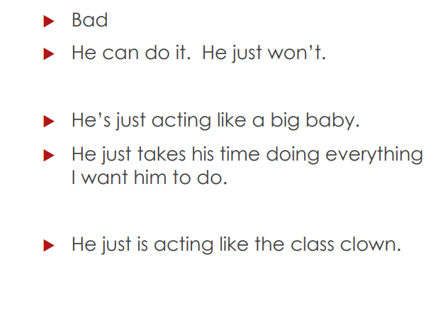 Bad
He can do it.  He just won’t.
He’s just acting like a big baby.
He just takes his time doing everything
I want him to do.
He just is acting like the class clown.